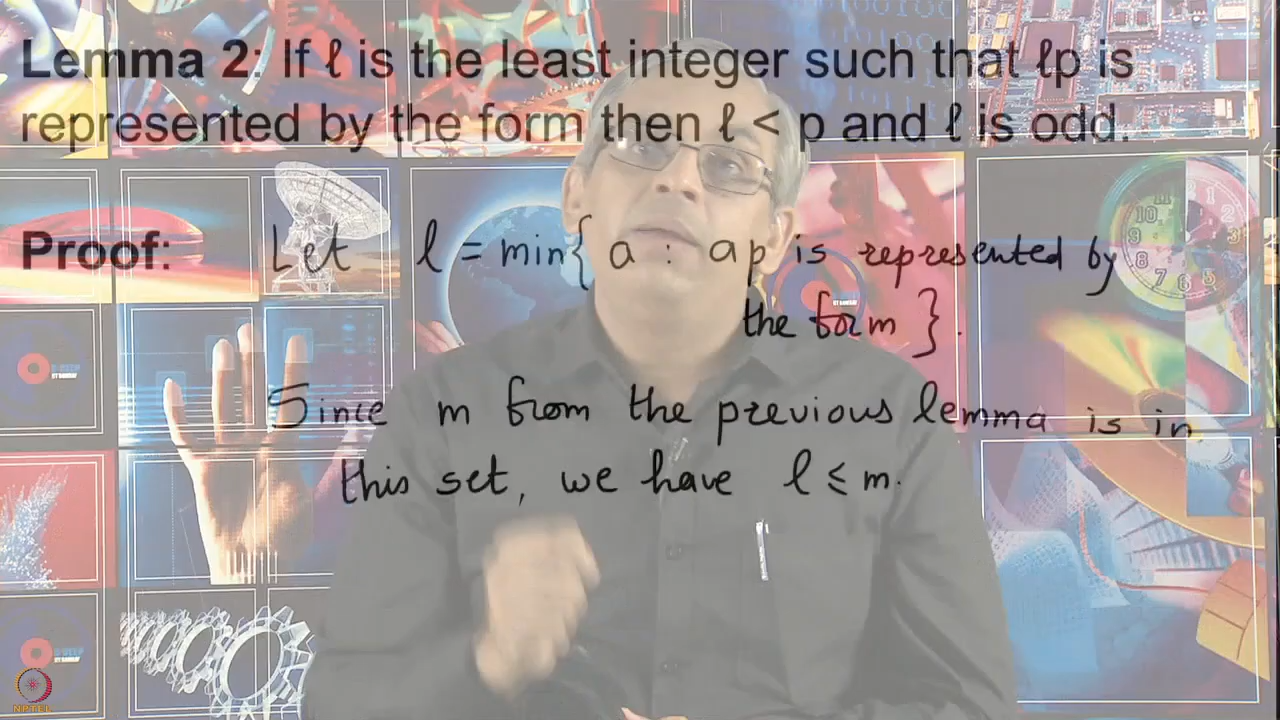 Lemma 2: If ℓ is the least integer such that ℓp is
represented by the form then ℓ < p and ℓ is odd.
Proof: Let l = min{ a : ap is represented by
the form }.
Since m from the previous lemma is in
this set, we have l ≤ m.
NPTEL